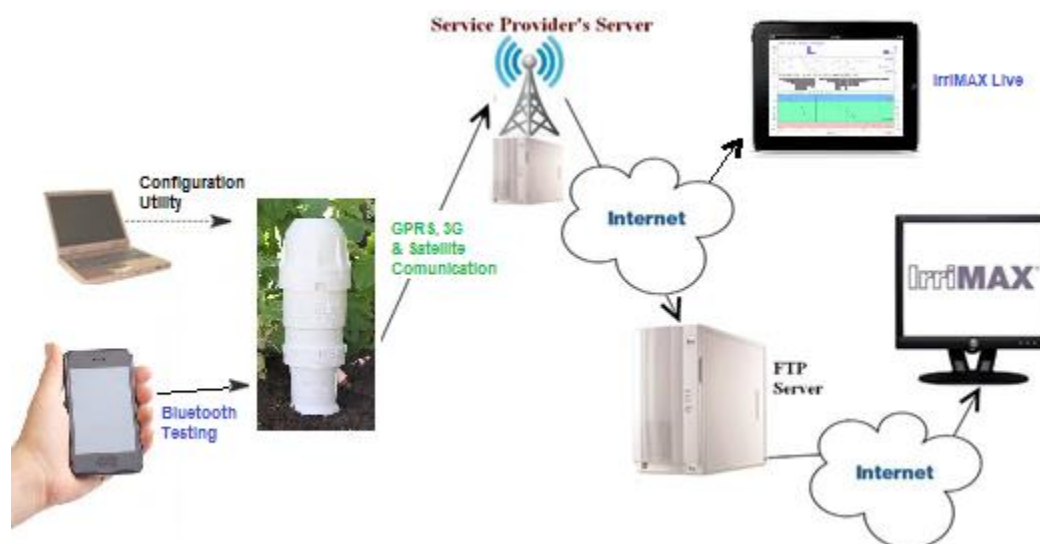 Service Provider's Server
IrriMAX Live
Configuration
Utility
GPRS, 3G
& Satellite
Comunication
Internet
IrriMAX
FTP
Server
Bluetooth
Testing
Internet